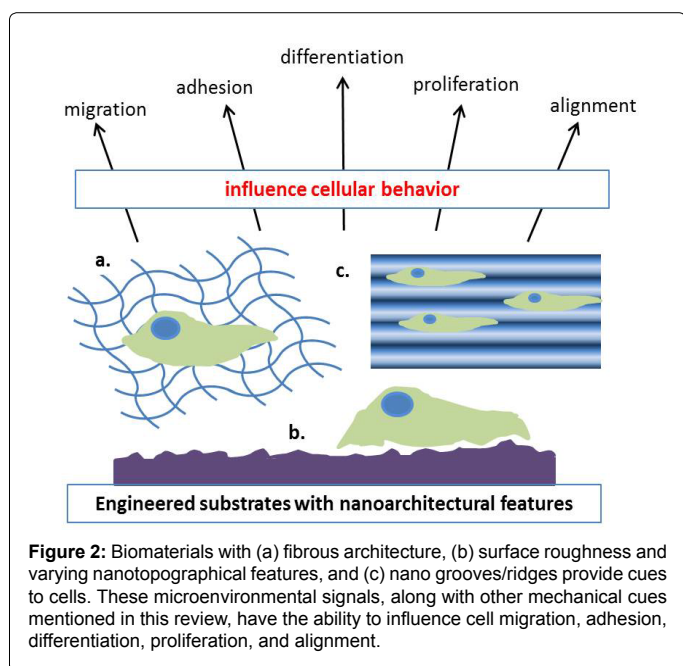 differentiation
adhesion
proliferation
migration
alignment
influence cellular behavior
a.
c.
b.
Engineered substrates with nanoarchitectural features
Figure 2: Biomaterials with (a) fibrous architecture, (b) surface roughness and
varying nanotopographical features, and (c) nano grooves/ridges provide cues
to cells. These microenvironmental signals, along with other mechanical cues
mentioned in this review, have the ability to influence cell migration, adhesion,
differentiation, proliferation, and alignment.